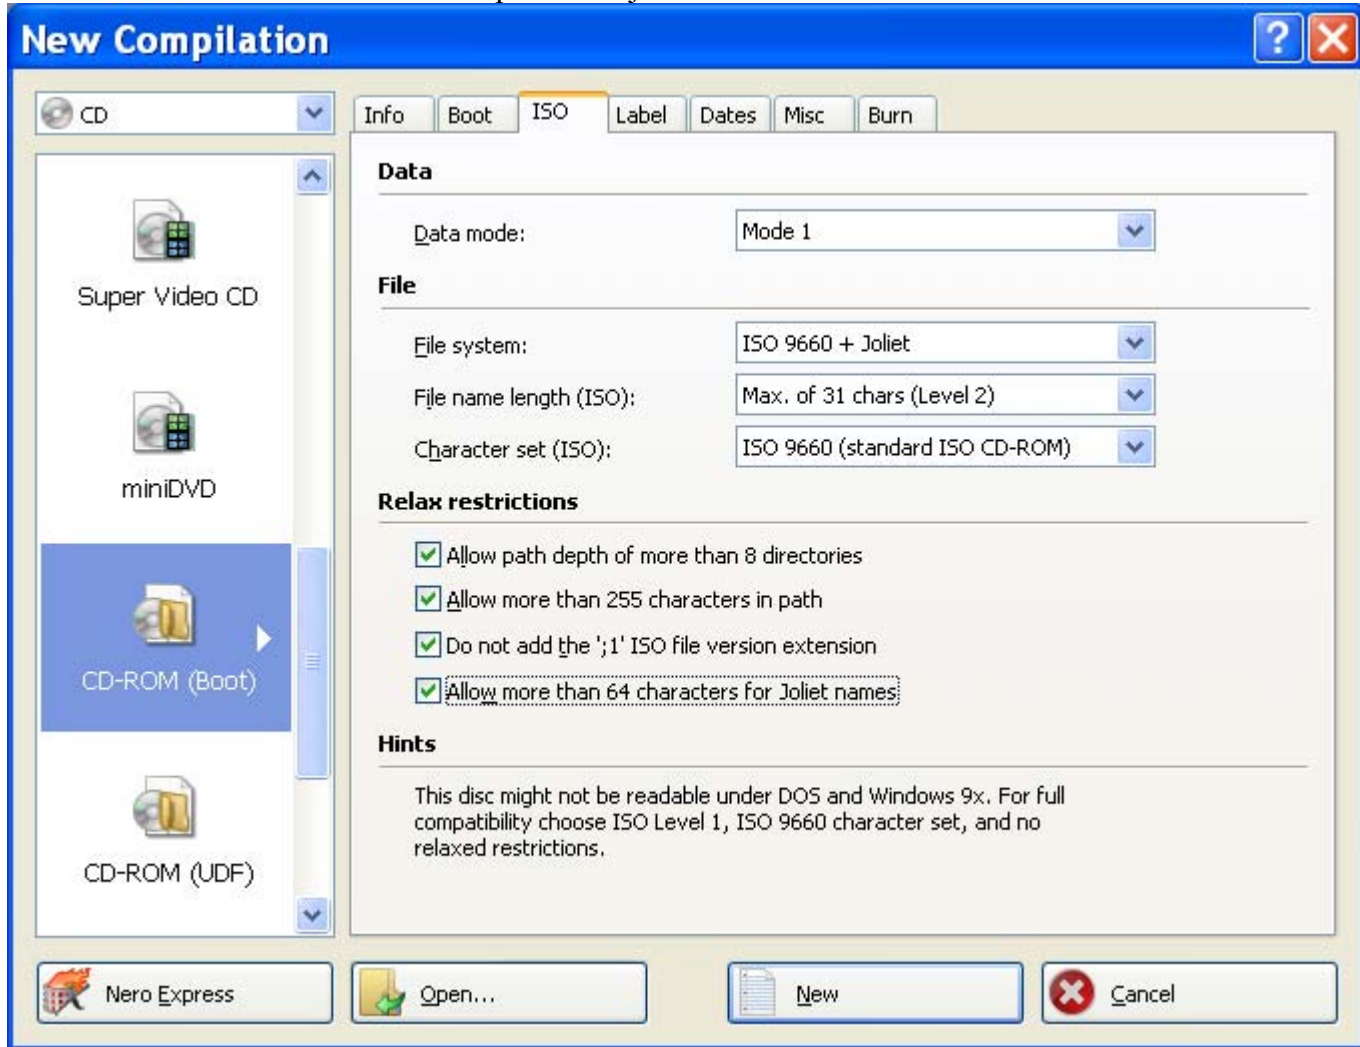 New Compilation
CD
Info Boot ISO Label Dates Misc Burn
Super Video CD
miniDVD
CD-ROM (Boot)
CD-ROM (UDF)
Data
Data mode: Mode 1
File
File system: ISO 9660 + Joliet
File name length (ISO): Max. of 31 chars (Level 2)
Character set (ISO): ISO 9660 (standard ISO CD-ROM)
Relax restrictions
Allow path depth of more than 8 directories
Allow more than 255 characters in path
Do not add the ';1' ISO file version extension
Allow more than 64 characters for Joliet names
Hints
This disc might not be readable under DOS and Windows 9x. For full
compatibility choose ISO Level 1, ISO 9660 character set, and no
relaxed restrictions.
Nero Express Open... New Cancel